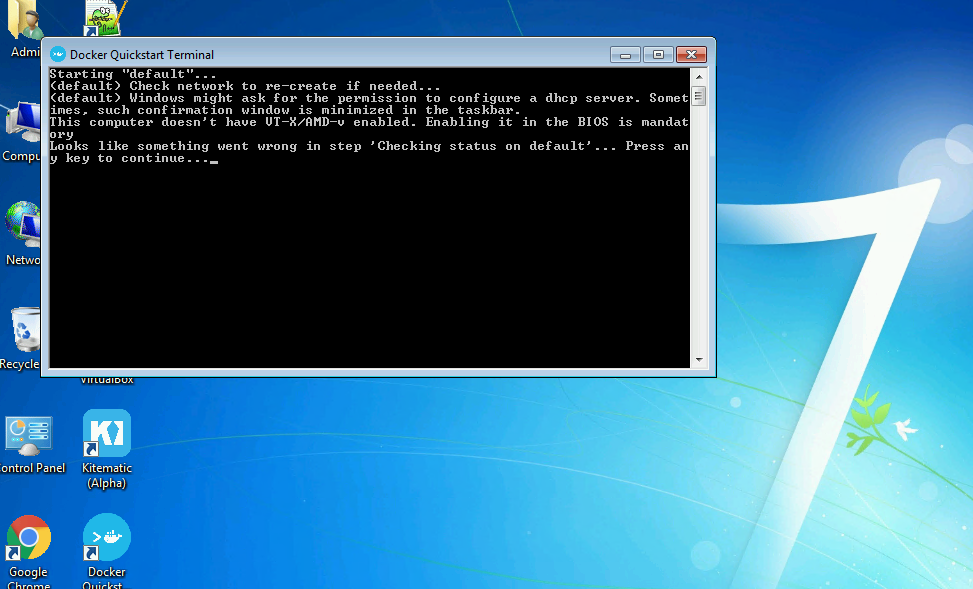 Admi
Docker Quickstart Terminal
Starting "default"...
(default) Check network to re-create if needed...
(default) Windows might ask for the permission to configure a dhcp server. Somet
imes, such confirmation window is minimized in the taskbar.
This computer doesn't have VT-X/AMD-v enabled. Enabling it in the BIOS is mandat
ory
Looks like something went wrong in step 'Checking status on default'... Press an
y key to continue..._
Compu
Netwo
Recycle
VirtualBox
ontrol Panel
Kitematic
(Alpha)
Google
Chrome
Docker
Quickst...